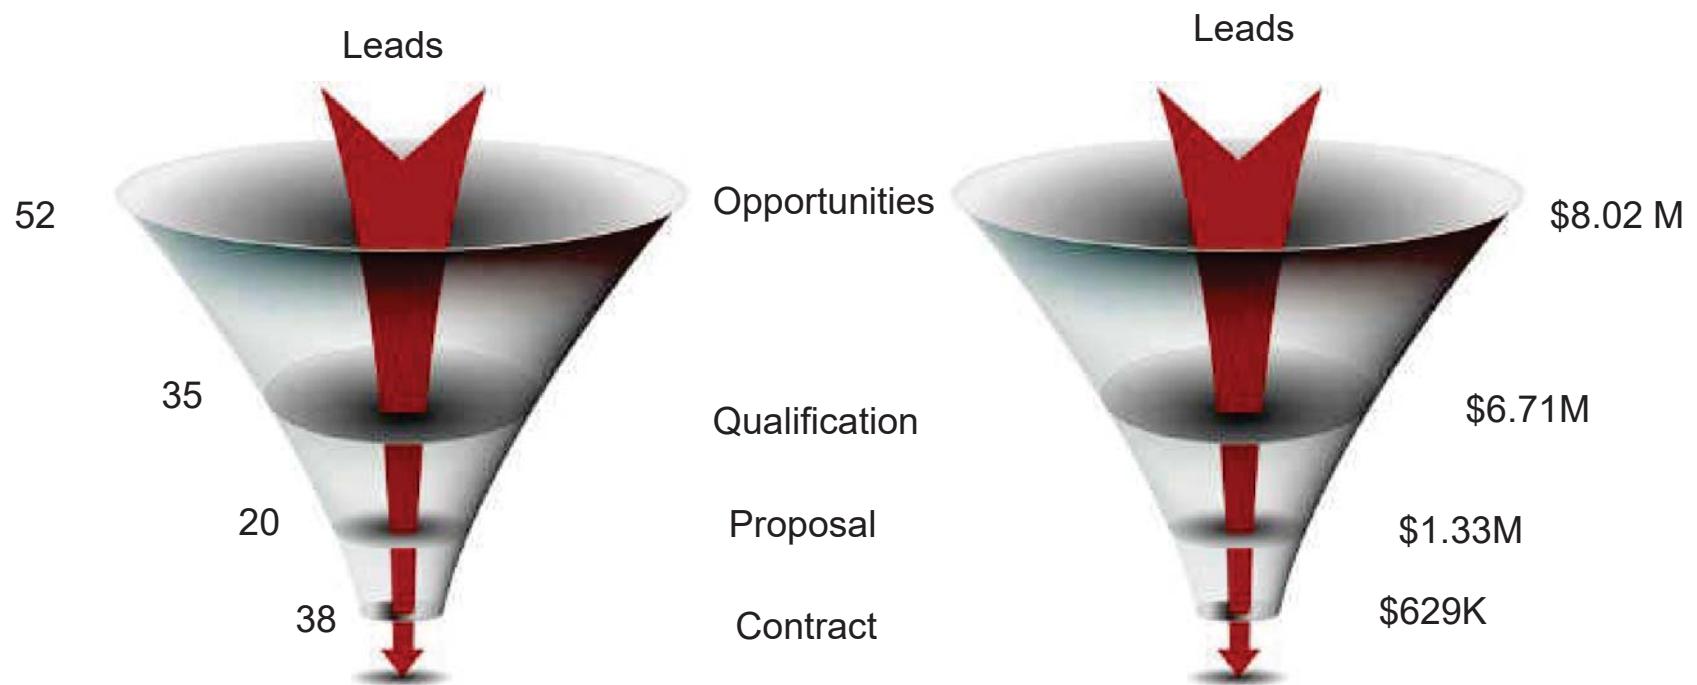 Leads
Leads
52
Opportunities
$8.02 M
35
Qualification
$6.71M
20
Proposal
$1.33M
38
Contract
$629K